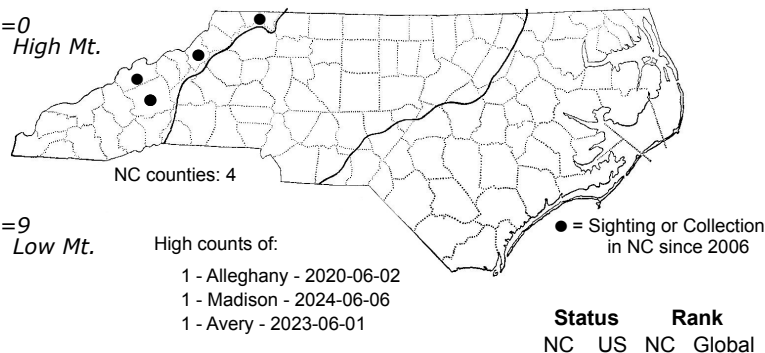 =0
High Mt.
NC counties: 4
=9
Low Mt.
High counts of:
1 - Alleghany - 2020-06-02
1 - Madison - 2024-06-06
1 - Avery - 2023-06-01
● = Sighting or Collection
in NC since 2006
Status Rank
NC US NC Global